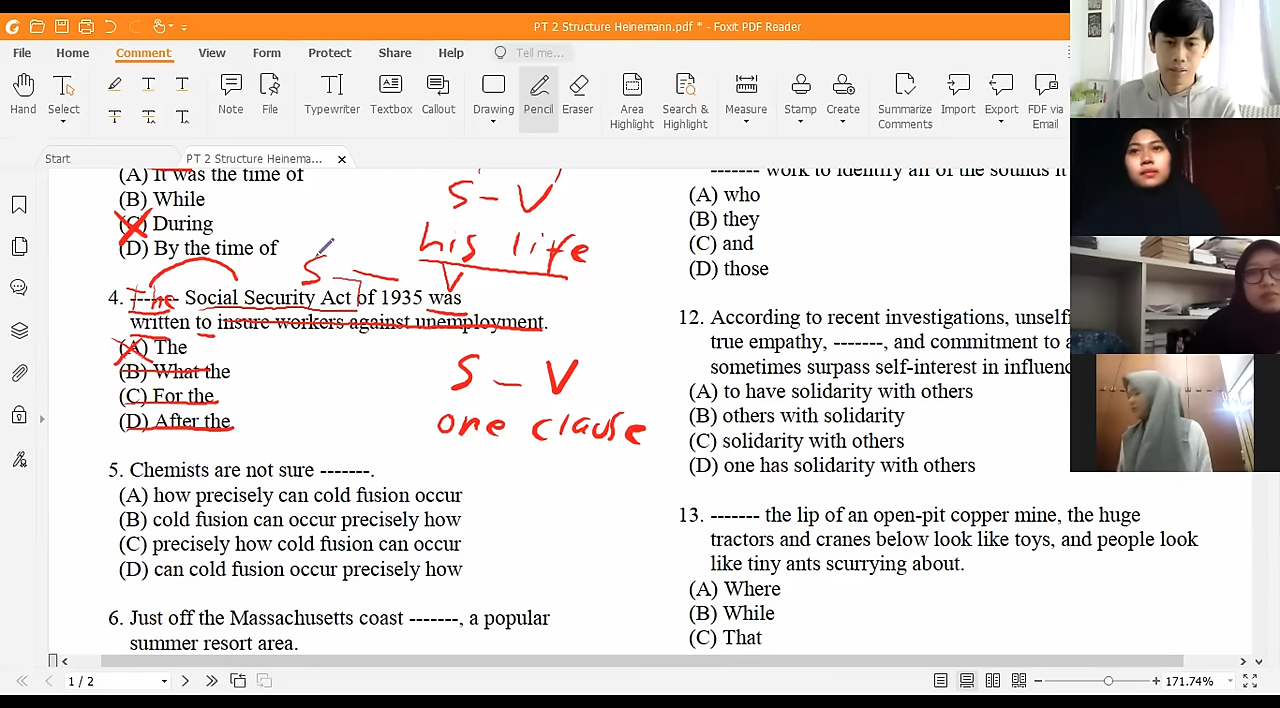 PT 2 Structure Heinemann.pdf * - Foxit PDF Reader
File Home Comment View Form Protect Share Help Tell me...
Hand Select Note File Typewriter Textbox Callout Drawing Pencil Eraser Area Highlight Search & Highlight Measure Stamp Create Summarize Comments Import Export FDF via Email
Start PT 2 Structure Heinema...
(A) It was the time of
(B) While
(C) During
(D) By the time of
S - V
his life
S V
The
4. ------- Social Security Act of 1935 was
written to insure workers against unemployment.
(A) The
(B) What the
(C) For the
(D) After the
S - V
one clause
5. Chemists are not sure -------.
(A) how precisely can cold fusion occur
(B) cold fusion can occur precisely how
(C) precisely how cold fusion can occur
(D) can cold fusion occur precisely how
6. Just off the Massachusetts coast -------, a popular
summer resort area.
------- work to identify all of the sounds it
(A) who
(B) they
(C) and
(D) those
12. According to recent investigations, unself
true empathy, -------, and commitment to a
sometimes surpass self-interest in influenc
(A) to have solidarity with others
(B) others with solidarity
(C) solidarity with others
(D) one has solidarity with others
13. ------- the lip of an open-pit copper mine, the huge
tractors and cranes below look like toys, and people look
like tiny ants scurrying about.
(A) Where
(B) While
(C) That
1 / 2
171.74%